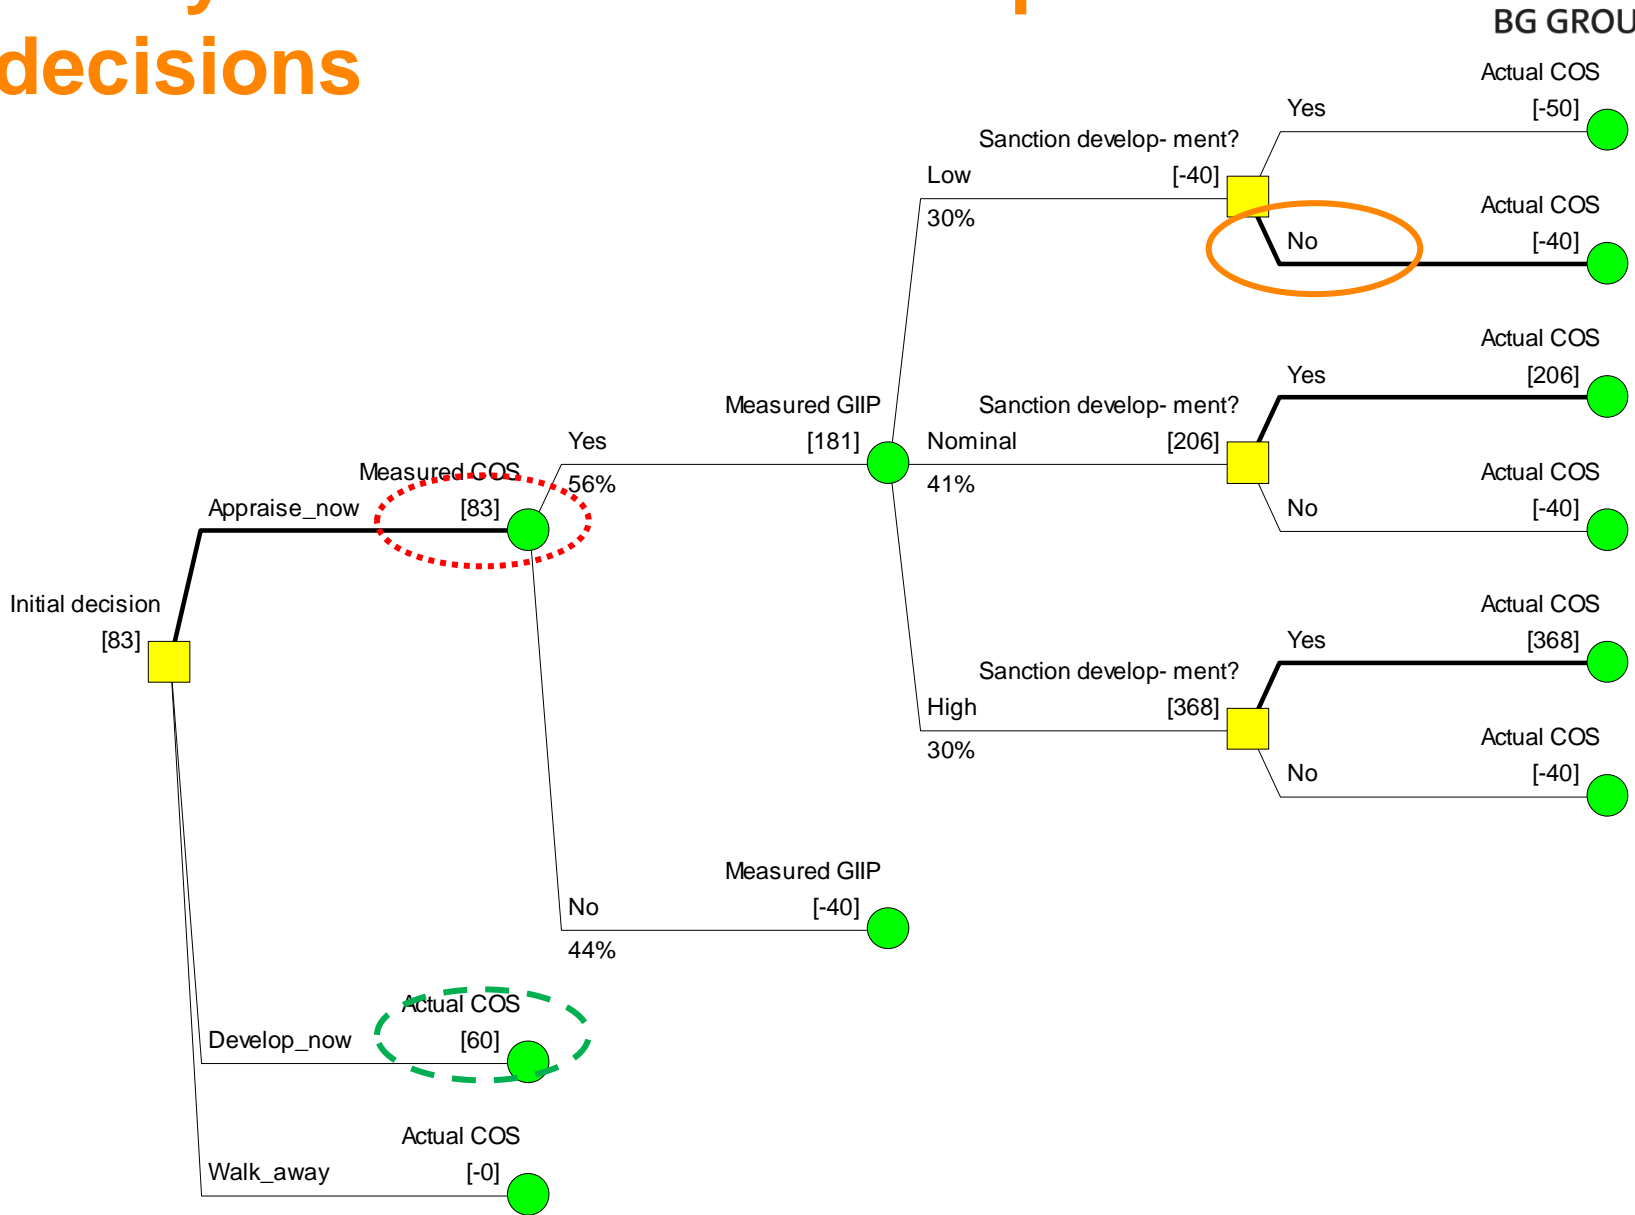 decisions
BG GROU
Actual COS
Yes
[-50]
Sanction develop- ment?
Low
[-40]
30%
Actual COS
No
[-40]
Actual COS
Yes
[206]
Measured GIIP
Sanction develop- ment?
Yes
[181]
Nominal
[206]
56%
41%
Measured COS
Appraise_now
[83]
Actual COS
No
[-40]
Initial decision
[83]
Actual COS
Yes
[368]
Sanction develop- ment?
High
[368]
30%
Actual COS
No
[-40]
Measured GIIP
No
[-40]
44%
Actual COS
Develop_now
[60]
Actual COS
Walk_away
[-0]